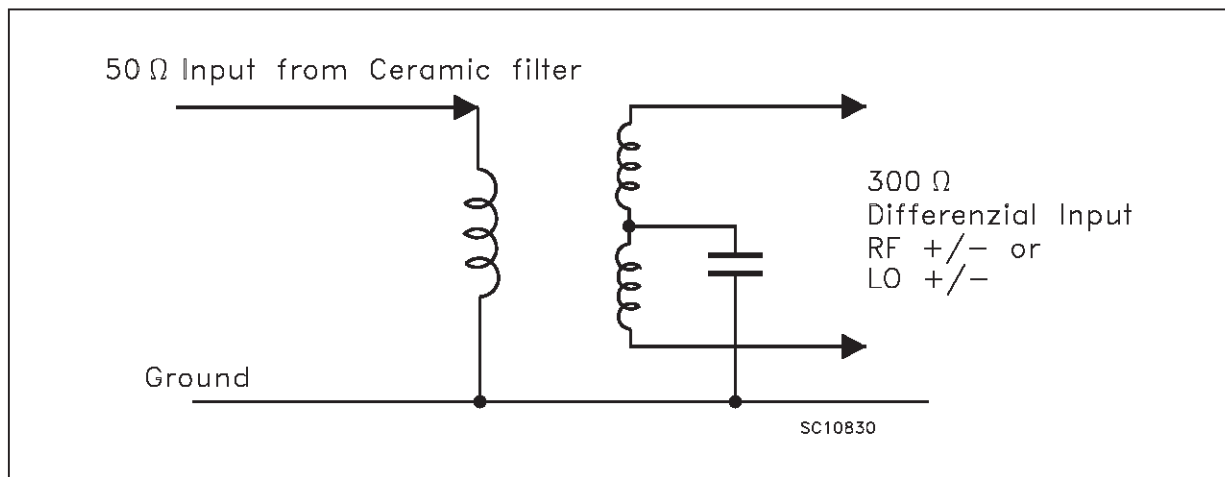 50 Ω Input from Ceramic filter
300 Ω
Differenzial Input
RF +/− or
LO +/−
Ground
SC10830